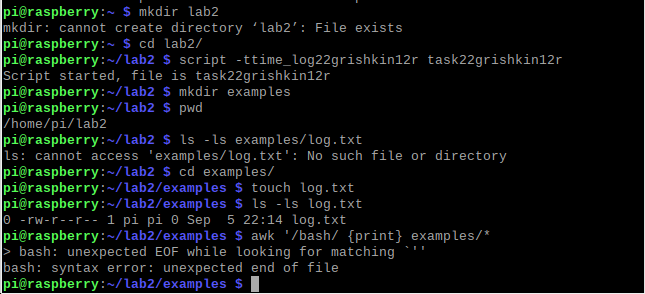 pi@raspberry:~ $ mkdir lab2
mkdir: cannot create directory ‘lab2’: File exists
pi@raspberry:~ $ cd lab2/
pi@raspberry:~/lab2 $ script -ttime_log22grishkin12r task22grishkin12r
Script started, file is task22grishkin12r
pi@raspberry:~/lab2 $ mkdir examples
pi@raspberry:~/lab2 $ pwd
/home/pi/lab2
pi@raspberry:~/lab2 $ ls -ls examples/log.txt
ls: cannot access 'examples/log.txt': No such file or directory
pi@raspberry:~/lab2 $ cd examples/
pi@raspberry:~/lab2/examples $ touch log.txt
pi@raspberry:~/lab2/examples $ ls -ls log.txt
0 -rw-r--r-- 1 pi pi 0 Sep  5 22:14 log.txt
pi@raspberry:~/lab2/examples $ awk '/bash/ {print} examples/*
> bash: unexpected EOF while looking for matching `''
bash: syntax error: unexpected end of file
pi@raspberry:~/lab2/examples $